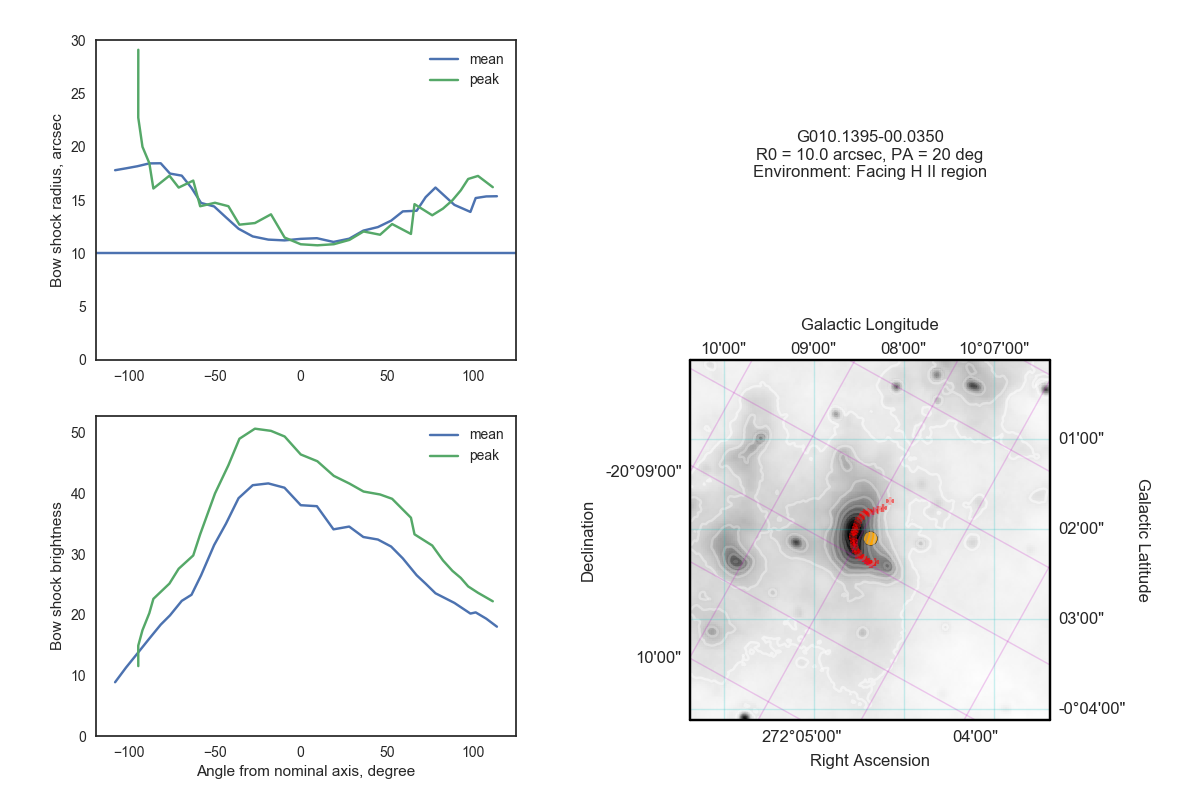 30
25
20
15
10
5
0
Bow shock radius, arcsec
mean
peak
−100
−50
0
50
100
50
40
30
20
10
0
Bow shock brightness
mean
peak
−100
−50
0
50
100
Angle from nominal axis, degree
G010.1395-00.0350
R0 = 10.0 arcsec, PA = 20 deg
Environment: Facing H II region
Galactic Longitude
10'00"
09'00"
08'00"
10°07'00"
-20°09'00"
10'00"
Declination
01'00"
02'00"
03'00"
-0°04'00"
Galactic Latitude
272°05'00"
04'00"
Right Ascension